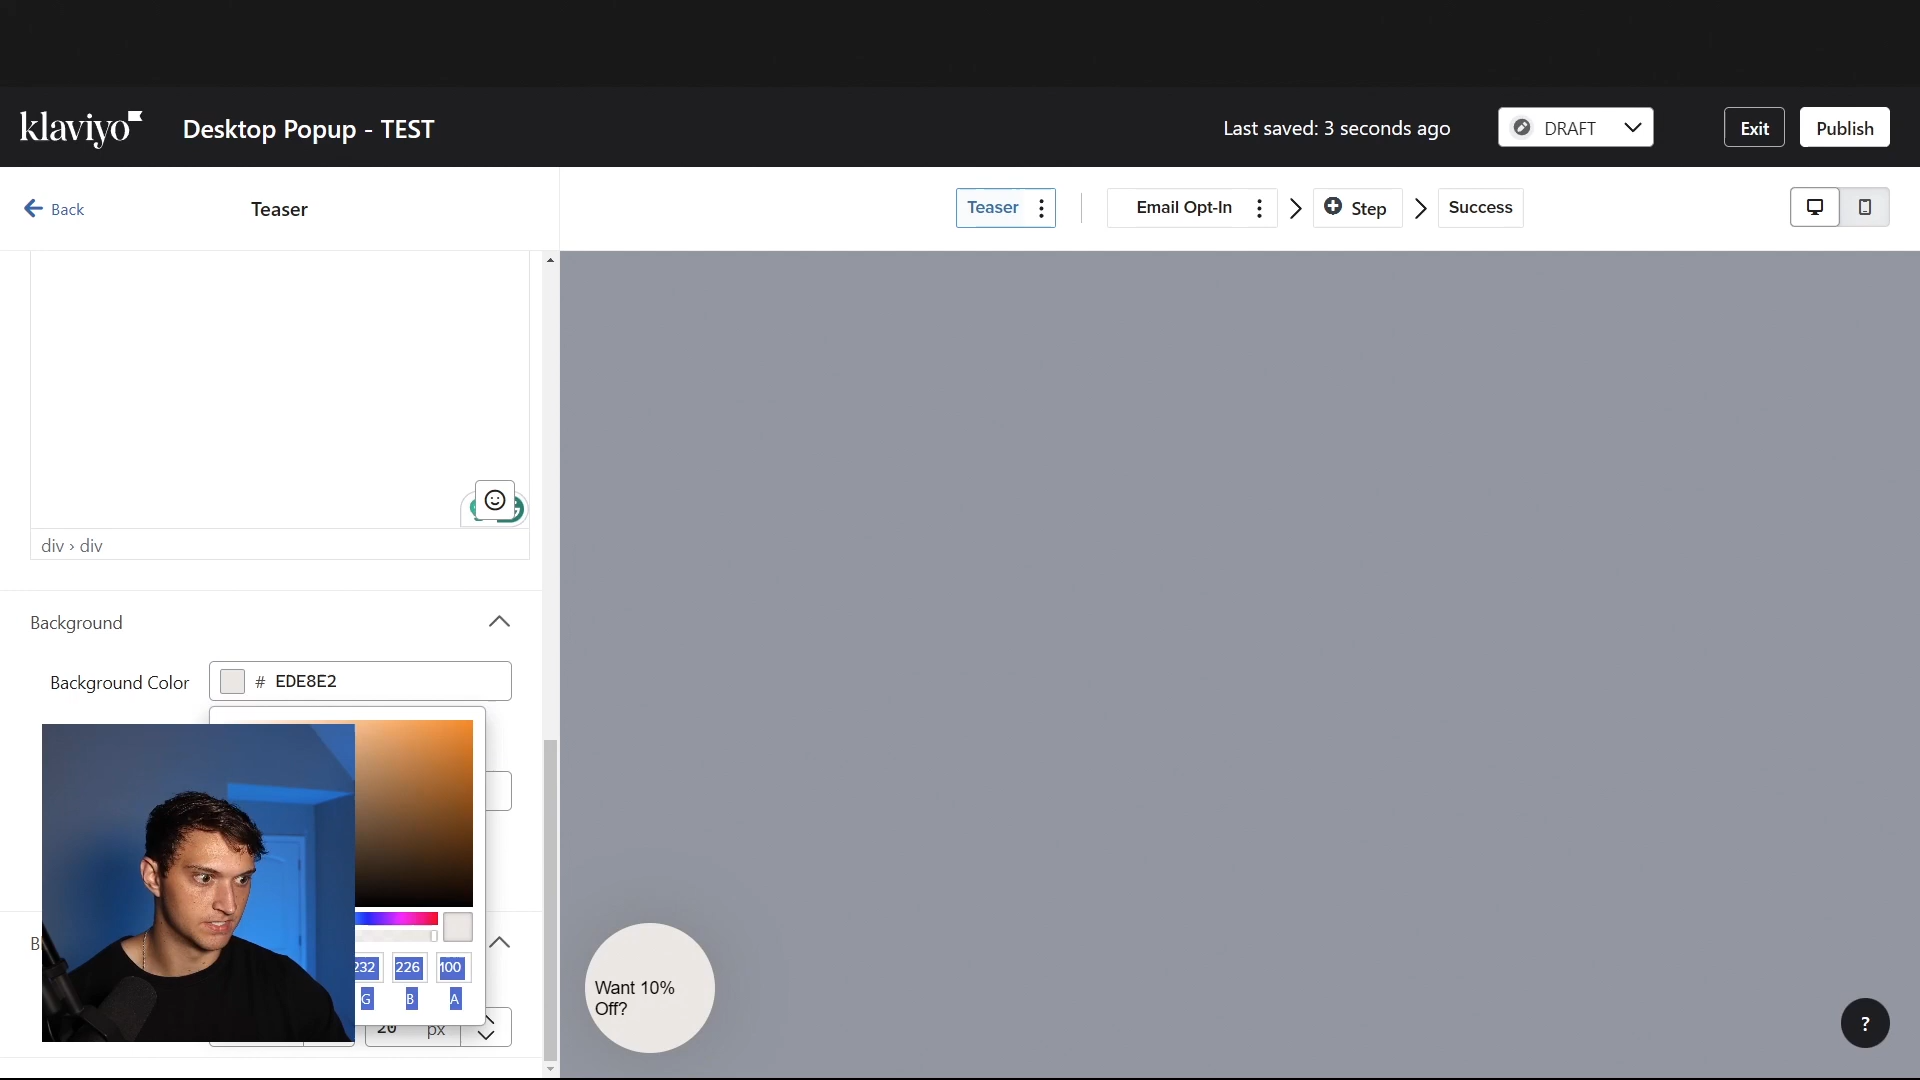 klaviyo
Desktop Popup - TEST
Last saved: 3 seconds ago
DRAFT
Exit
Publish
Back
Teaser
Teaser
Email Opt-In
Step
Success
div › div
Background
Background Color
# EDE8E2
232
226
100
G
B
A
20 px
Want 10%
Off?
?